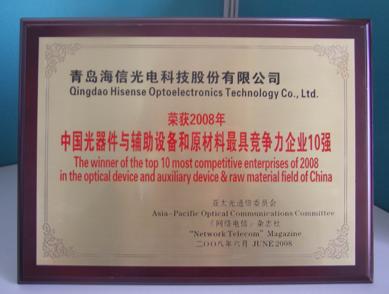 青岛海信光电科技股份有限公司
Qingdao Hisense Optoelectronics Technology Co., Ltd.
荣获2008年
中国光器件与辅助设备和原材料最具竞争力企业10强
The winner of the top 10 most competitive enterprises of 2008
in the optical device and auxiliary device & raw material field of China
亚太光通信委员会
Asia-Pacific Optical Communications Committee
《网络电信》杂志社
"Network Telecom" Magazine
二OO八年六月 JUNE 2008